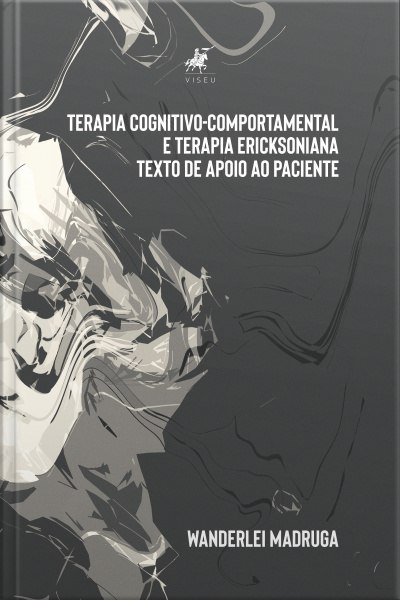 VISEU
TERAPIA COGNITIVO-COMPORTAMENTAL
E TERAPIA ERICKSONIANA
TEXTO DE APOIO AO PACIENTE
WANDERLEI MADRUGA